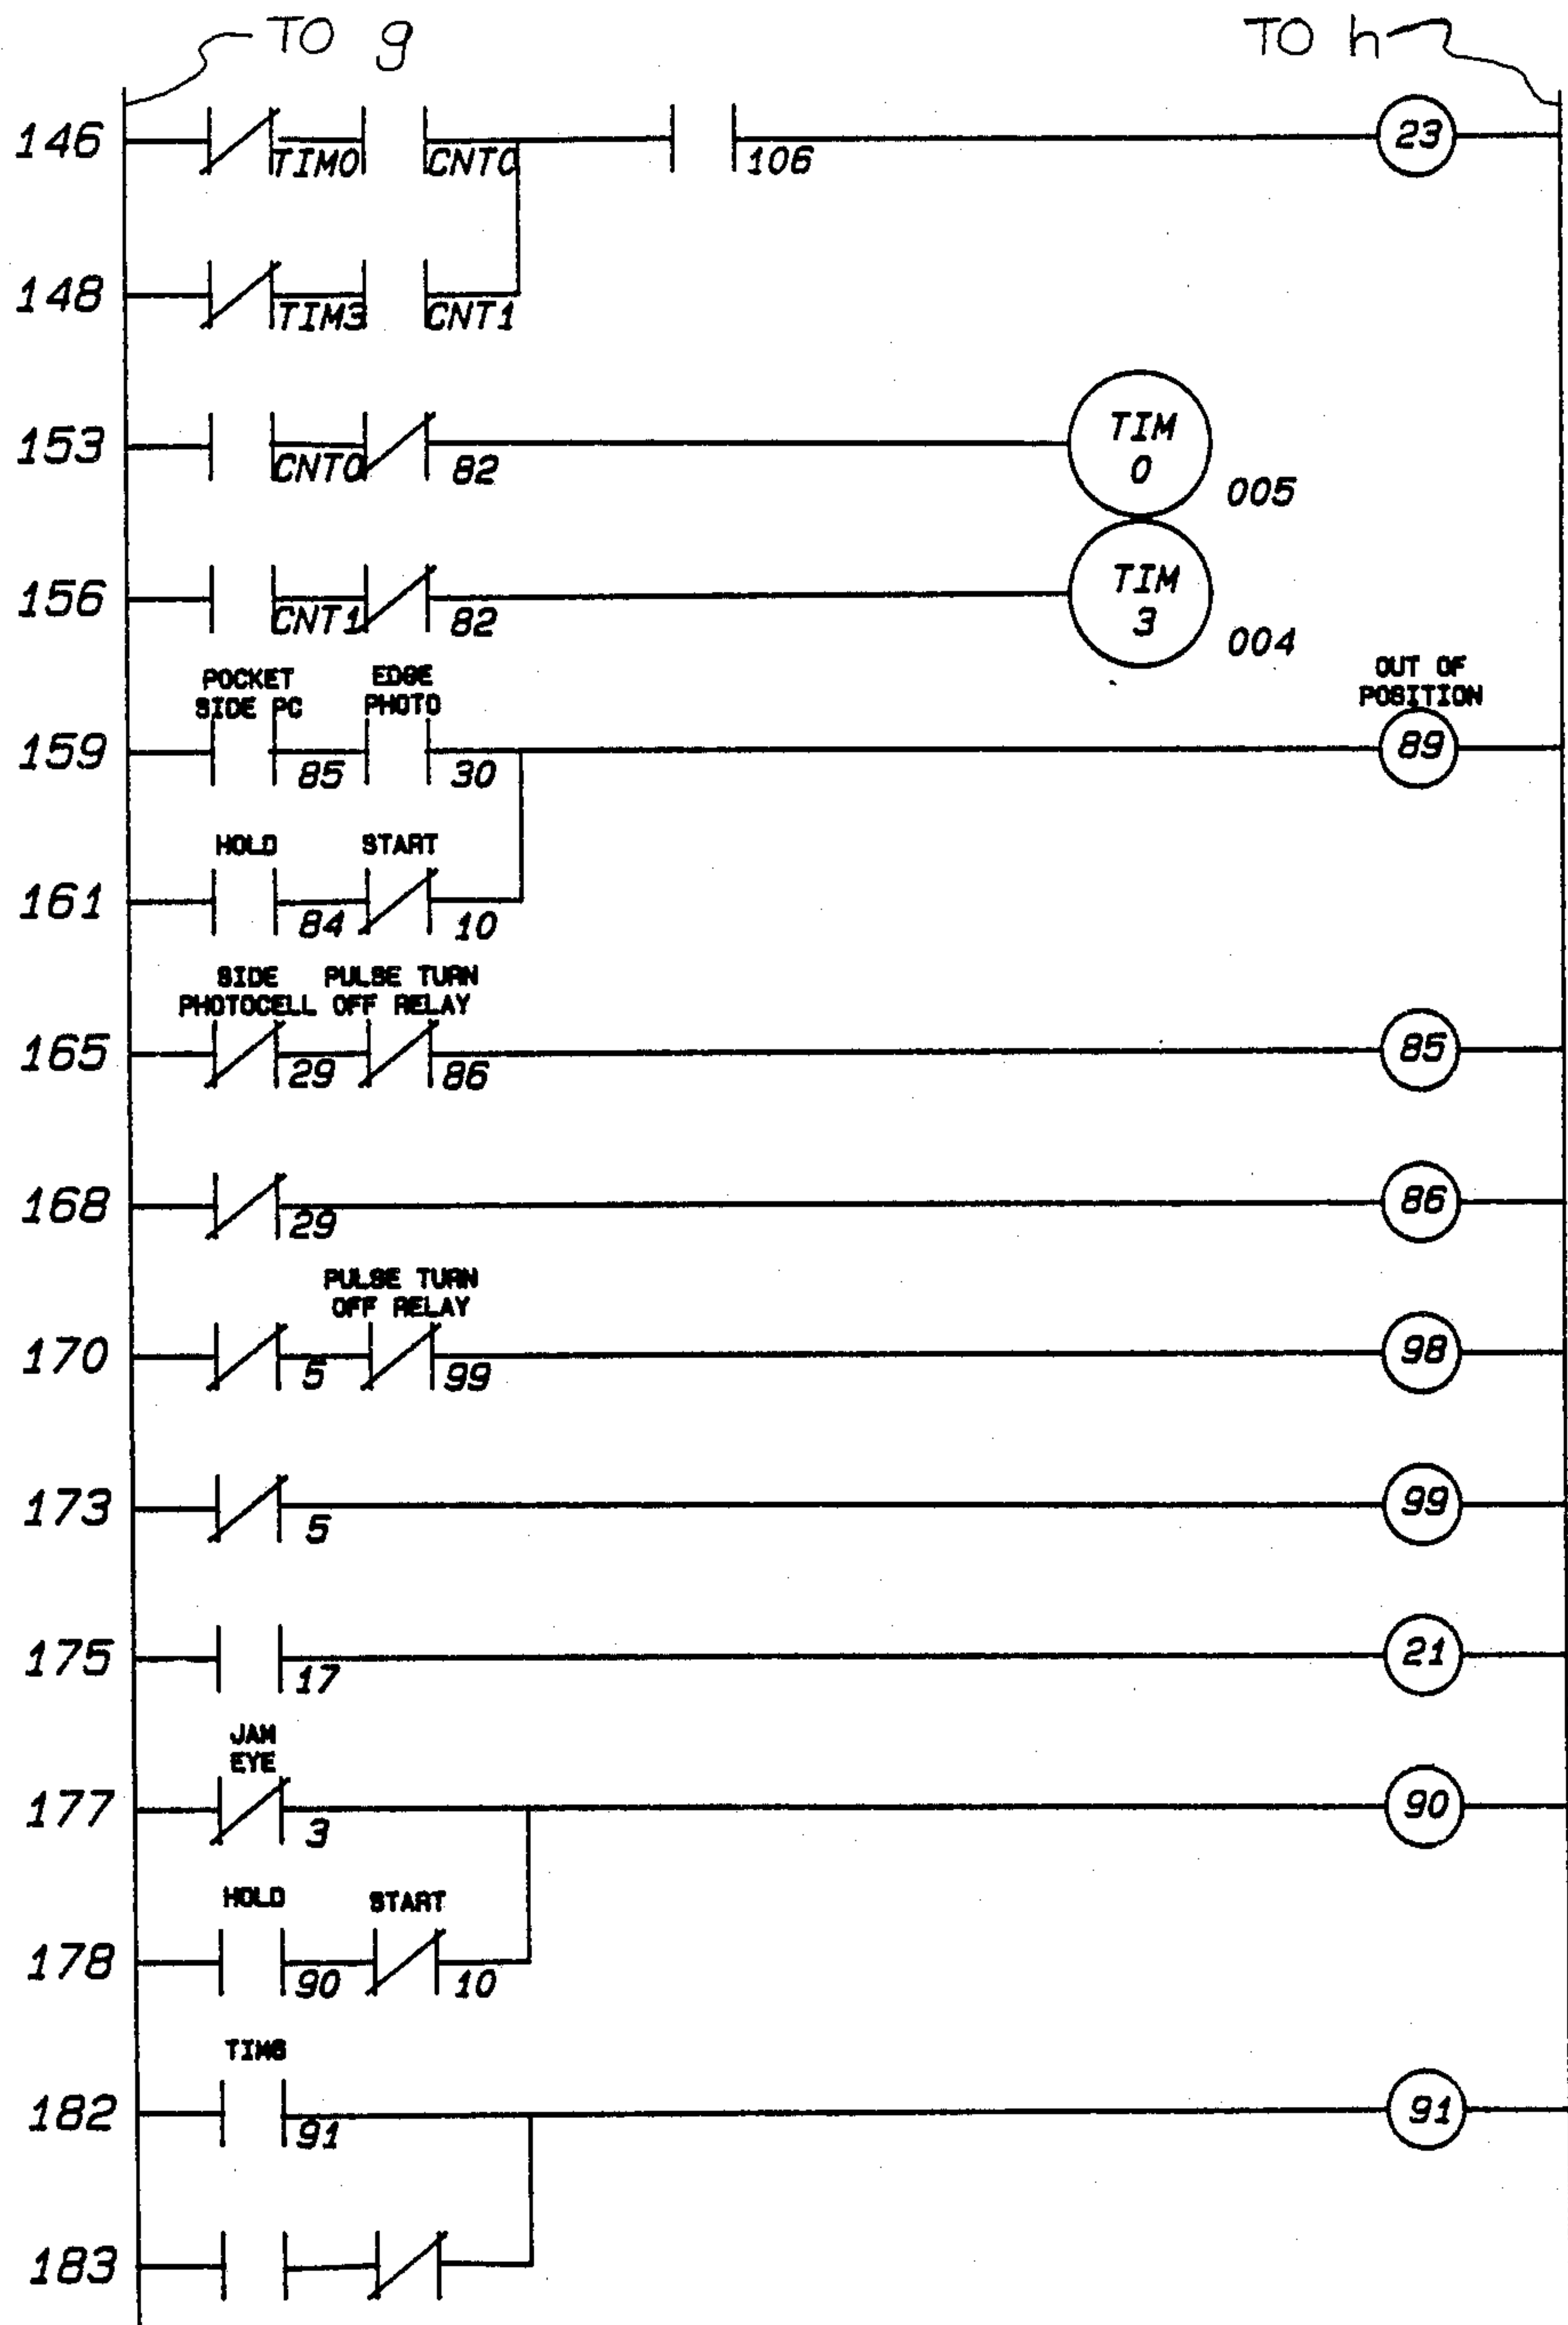 TO g TO h
146 TIM0 CNT0 106 23
148 TIM3 CNT1
153 CNT0 82 TIM 0 005
156 CNT1 82 TIM 3 004
POCKET SIDE PC EDGE PHOTO OUT OF POSITION
159 85 30 89
HOLD START
161 84 10
SIDE PULSE TURN
PHOTOCELL OFF RELAY
165 29 86 85
168 29 86
PULSE TURN
OFF RELAY
170 5 99 98
173 5 99
175 17 21
JAM
EYE
177 3 90
HOLD START
178 90 10
182 91 91
183